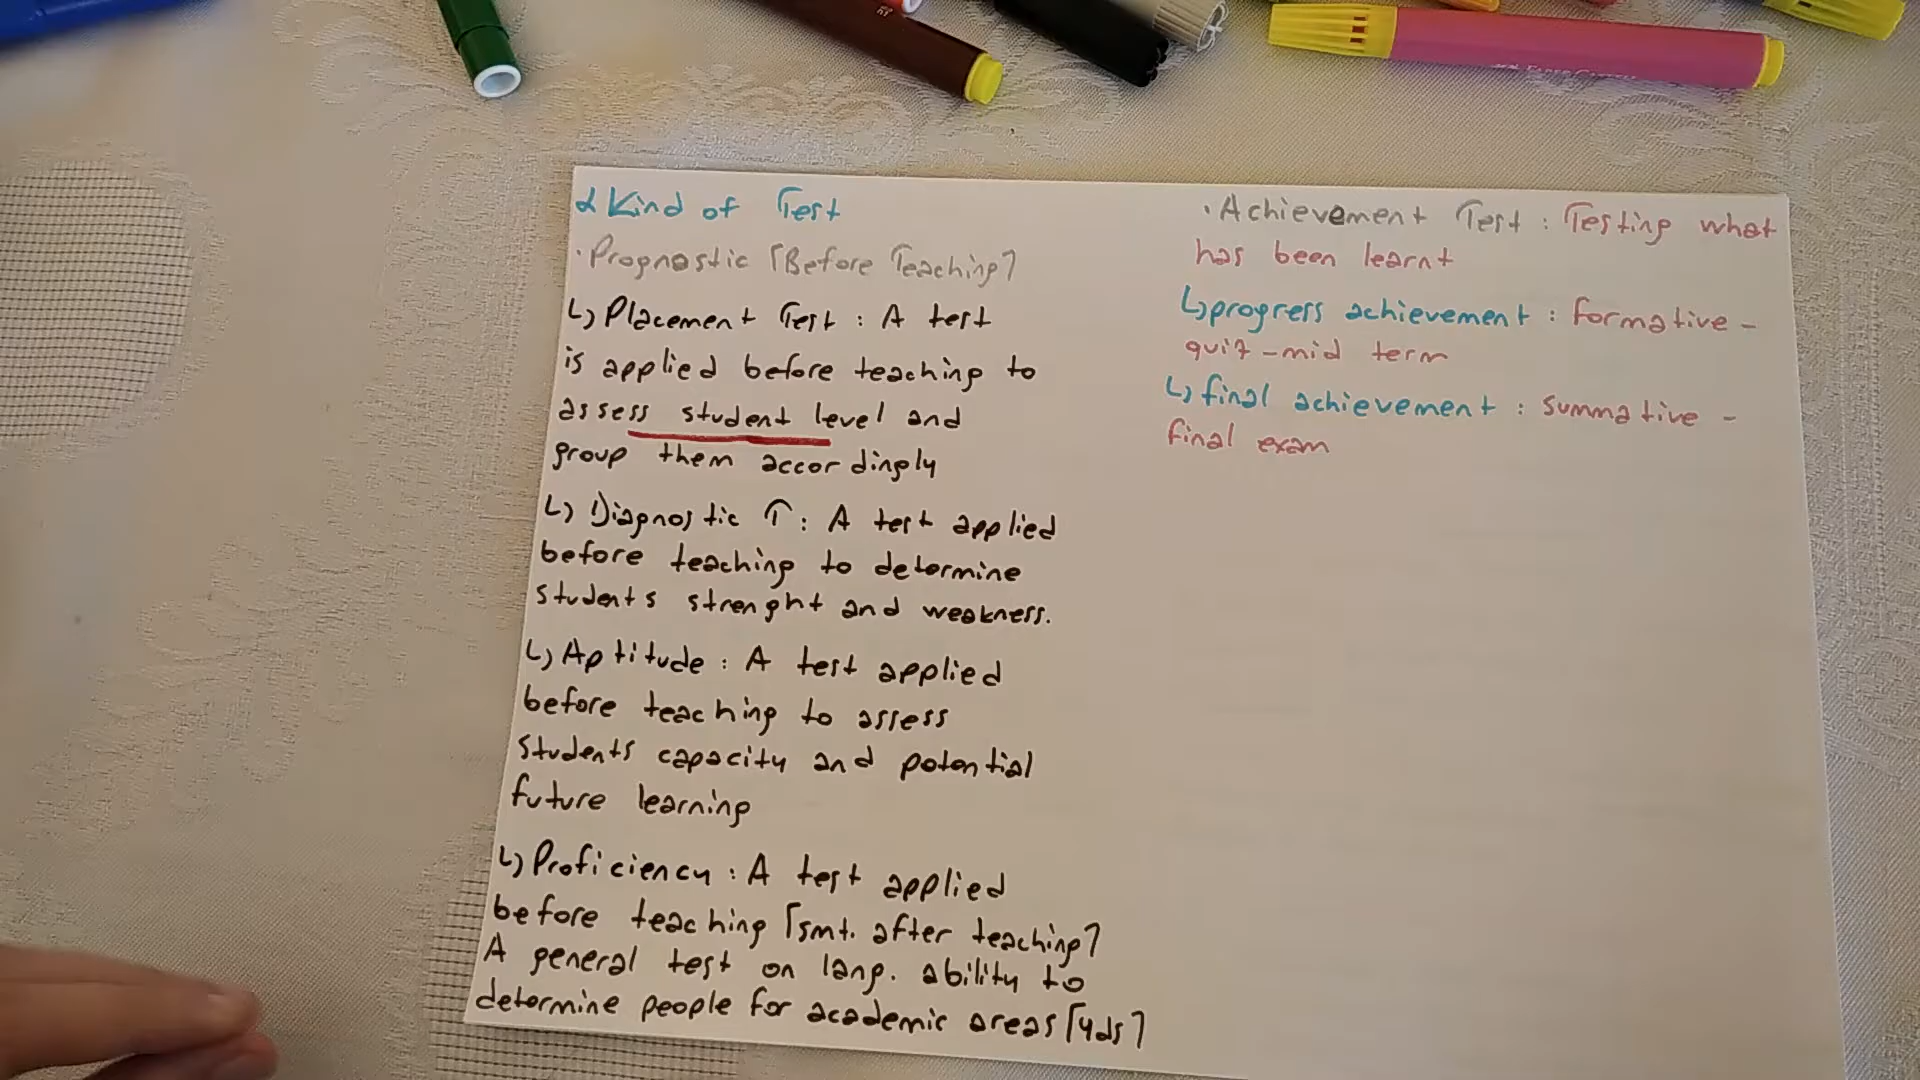 2 Kind of Test
• Prognostic [Before Teaching]
↳ Placement Test : A test
is applied before teaching to
assess student level and
group them accordingly
↳ Diagnostic T : A test applied
before teaching to determine
students strenght and weakness.
↳ Aptitude : A test applied
before teaching to assess
students capacity and potential
future learning
↳ Proficiency : A test applied
before teaching [smt. after teaching]
A general test on lang. ability to
determine people for academic areas [yds]
• Achievement Test : Testing what
has been learnt
↳ progress achievement : formative -
quiz - mid term
↳ final achievement : summative -
final exam